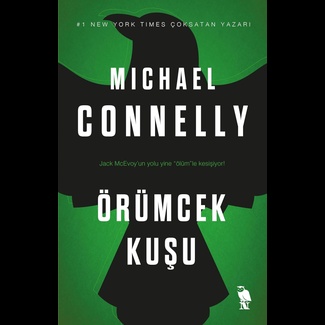 #1 NEW YORK TIMES ÇOKSATAN YAZARI
MICHAEL
CONNELLY
Jack McEvoy'un yolu yine "ölüm"le kesişiyor!
ÖRÜMCEK
KUŞU